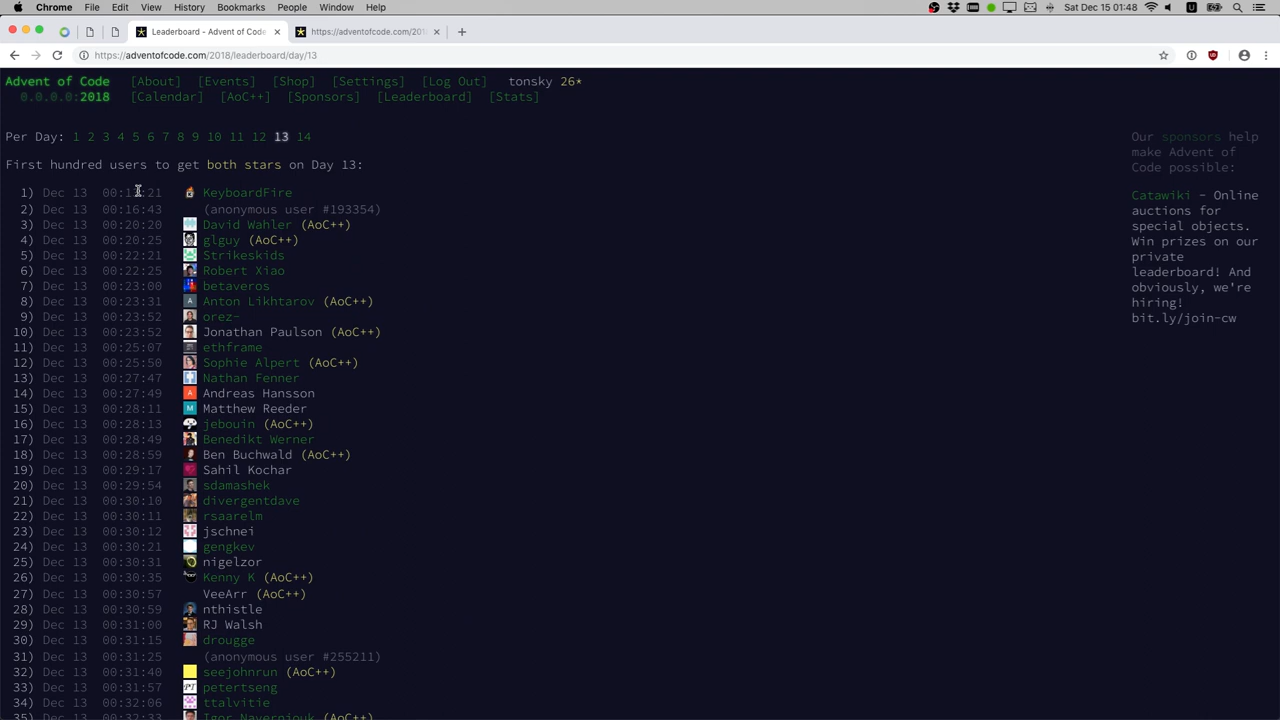 Chrome File Edit View History Bookmarks People Window Help Sat Dec 15 01:48
Leaderboard - Advent of Cod
https://adventofcode.com/201
https://adventofcode.com/2018/leaderboard/day/13
Advent of Code [About] [Events] [Shop] [Settings] [Log Out] tonsky 26*
0.0.0.0:2018 [Calendar] [AoC++] [Sponsors] [Leaderboard] [Stats]
Per Day: 1 2 3 4 5 6 7 8 9 10 11 12 13 14
First hundred users to get both stars on Day 13:
1) Dec 13 KeyboardFire
2) Dec 13 00:16:43 (anonymous user #193354)
3) Dec 13 00:20:20 David Wahler (AoC++)
4) Dec 13 00:20:25 glguy (AoC++)
5) Dec 13 00:22:21 Strikeskids
6) Dec 13 00:22:25 Robert Xiao
7) Dec 13 00:23:00 betaveros
8) Dec 13 00:23:31 Anton Likhtarov (AoC++)
9) Dec 13 00:23:52 orez-
10) Dec 13 00:23:52 Jonathan Paulson (AoC++)
11) Dec 13 00:25:07 ethframe
12) Dec 13 00:25:50 Sophie Alpert (AoC++)
13) Dec 13 00:27:47 Nathan Fenner
14) Dec 13 00:27:49 Andreas Hansson
15) Dec 13 00:28:11 Matthew Reeder
16) Dec 13 00:28:13 jebouin (AoC++)
17) Dec 13 00:28:49 Benedikt Werner
18) Dec 13 00:28:59 Ben Buchwald (AoC++)
19) Dec 13 00:29:17 Sahil Kochar
20) Dec 13 00:29:54 sdamashek
21) Dec 13 00:30:10 divergentdave
22) Dec 13 00:30:11 rsaarelm
23) Dec 13 00:30:12 jschnei
24) Dec 13 00:30:21 gengkev
25) Dec 13 00:30:31 nigelzor
26) Dec 13 00:30:35 Kenny K (AoC++)
27) Dec 13 00:30:57 VeeArr (AoC++)
28) Dec 13 00:30:59 nthistle
29) Dec 13 00:31:00 RJ Walsh
30) Dec 13 00:31:15 drougge
31) Dec 13 00:31:25 (anonymous user #255211)
32) Dec 13 00:31:40 seejohnrun (AoC++)
33) Dec 13 00:31:57 petertseng
34) Dec 13 00:32:06 ttalvitie
35) Dec 13 00:32:33 Igor Naverniouk (AoC++)
Our sponsors help
make Advent of
Code possible:
Catawiki - Online
auctions for
special objects.
Win prizes on our
private
leaderboard! And
obviously, we're
hiring!
bit.ly/join-cw